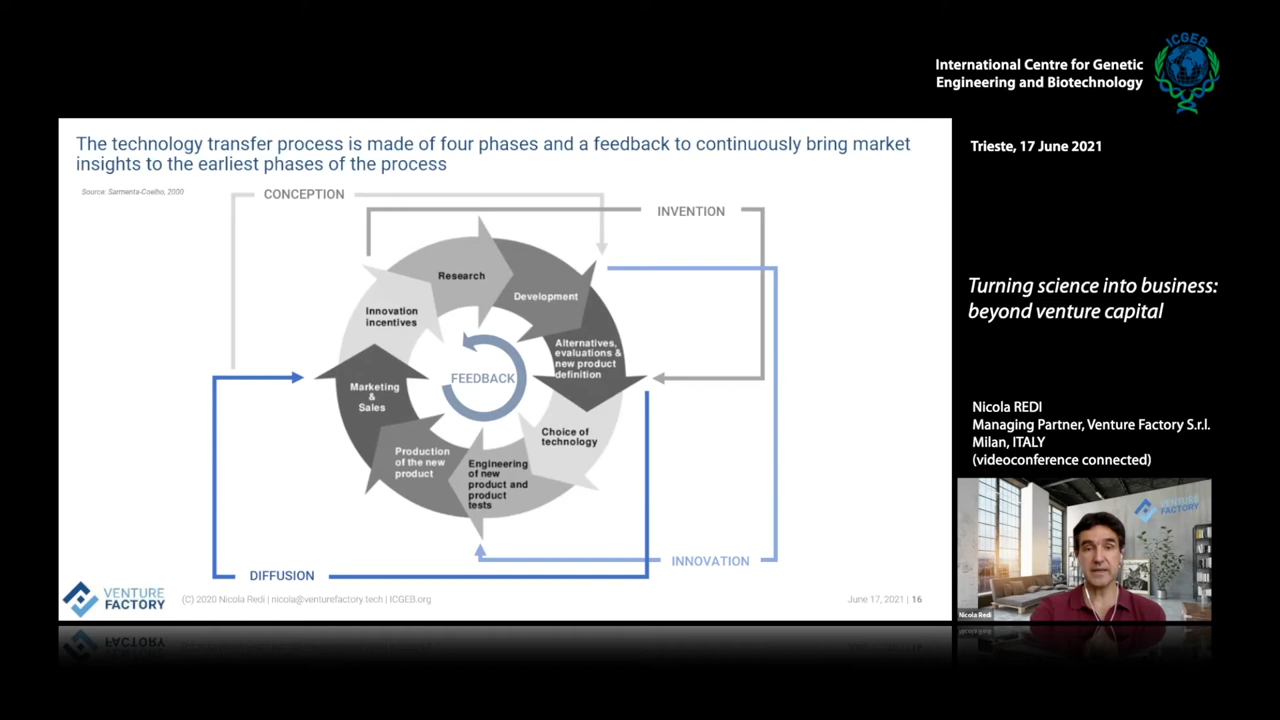 ICGEB
International Centre for Genetic
Engineering and Biotechnology
The technology transfer process is made of four phases and a feedback to continuously bring market
insights to the earliest phases of the process
Source: Sarmenta-Coelho, 2000
CONCEPTION
INVENTION
Research
Development
Innovation
incentives
Alternatives,
evaluations &
new product
definition
FEEDBACK
Marketing
&
Sales
Choice of
technology
Production
of the new
product
Engineering
of new
product and
product
tests
INNOVATION
DIFFUSION
VENTURE
FACTORY
(C) 2020 Nicola Redi | nicola@venturefactory.tech | ICGEB.org
June 17, 2021 | 16
Trieste, 17 June 2021
Turning science into business:
beyond venture capital
Nicola REDI
Managing Partner, Venture Factory S.r.l.
Milan, ITALY
(videoconference connected)
VENTURE
FACTORY
Nicola Redi